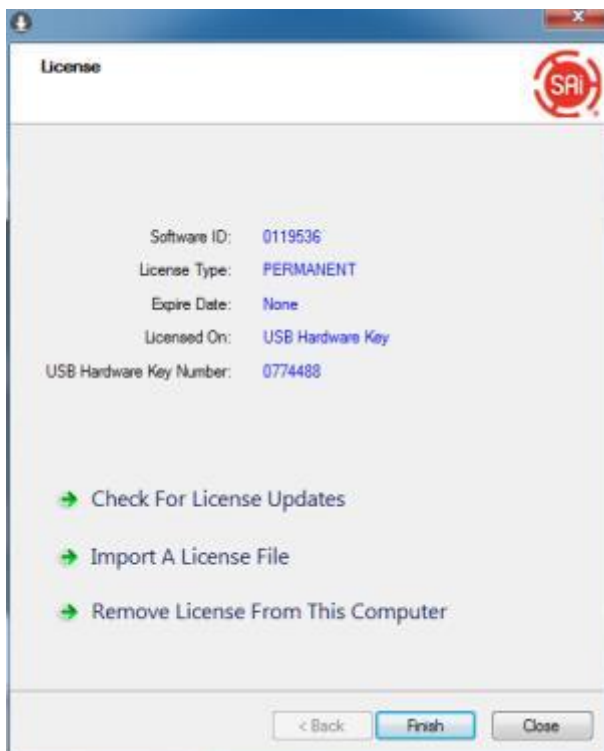 License
SAi
Software ID: 0119536
License Type: PERMANENT
Expire Date: None
Licensed On: USB Hardware Key
USB Hardware Key Number: 0774488
Check For License Updates
Import A License File
Remove License From This Computer
< Back Finish Close